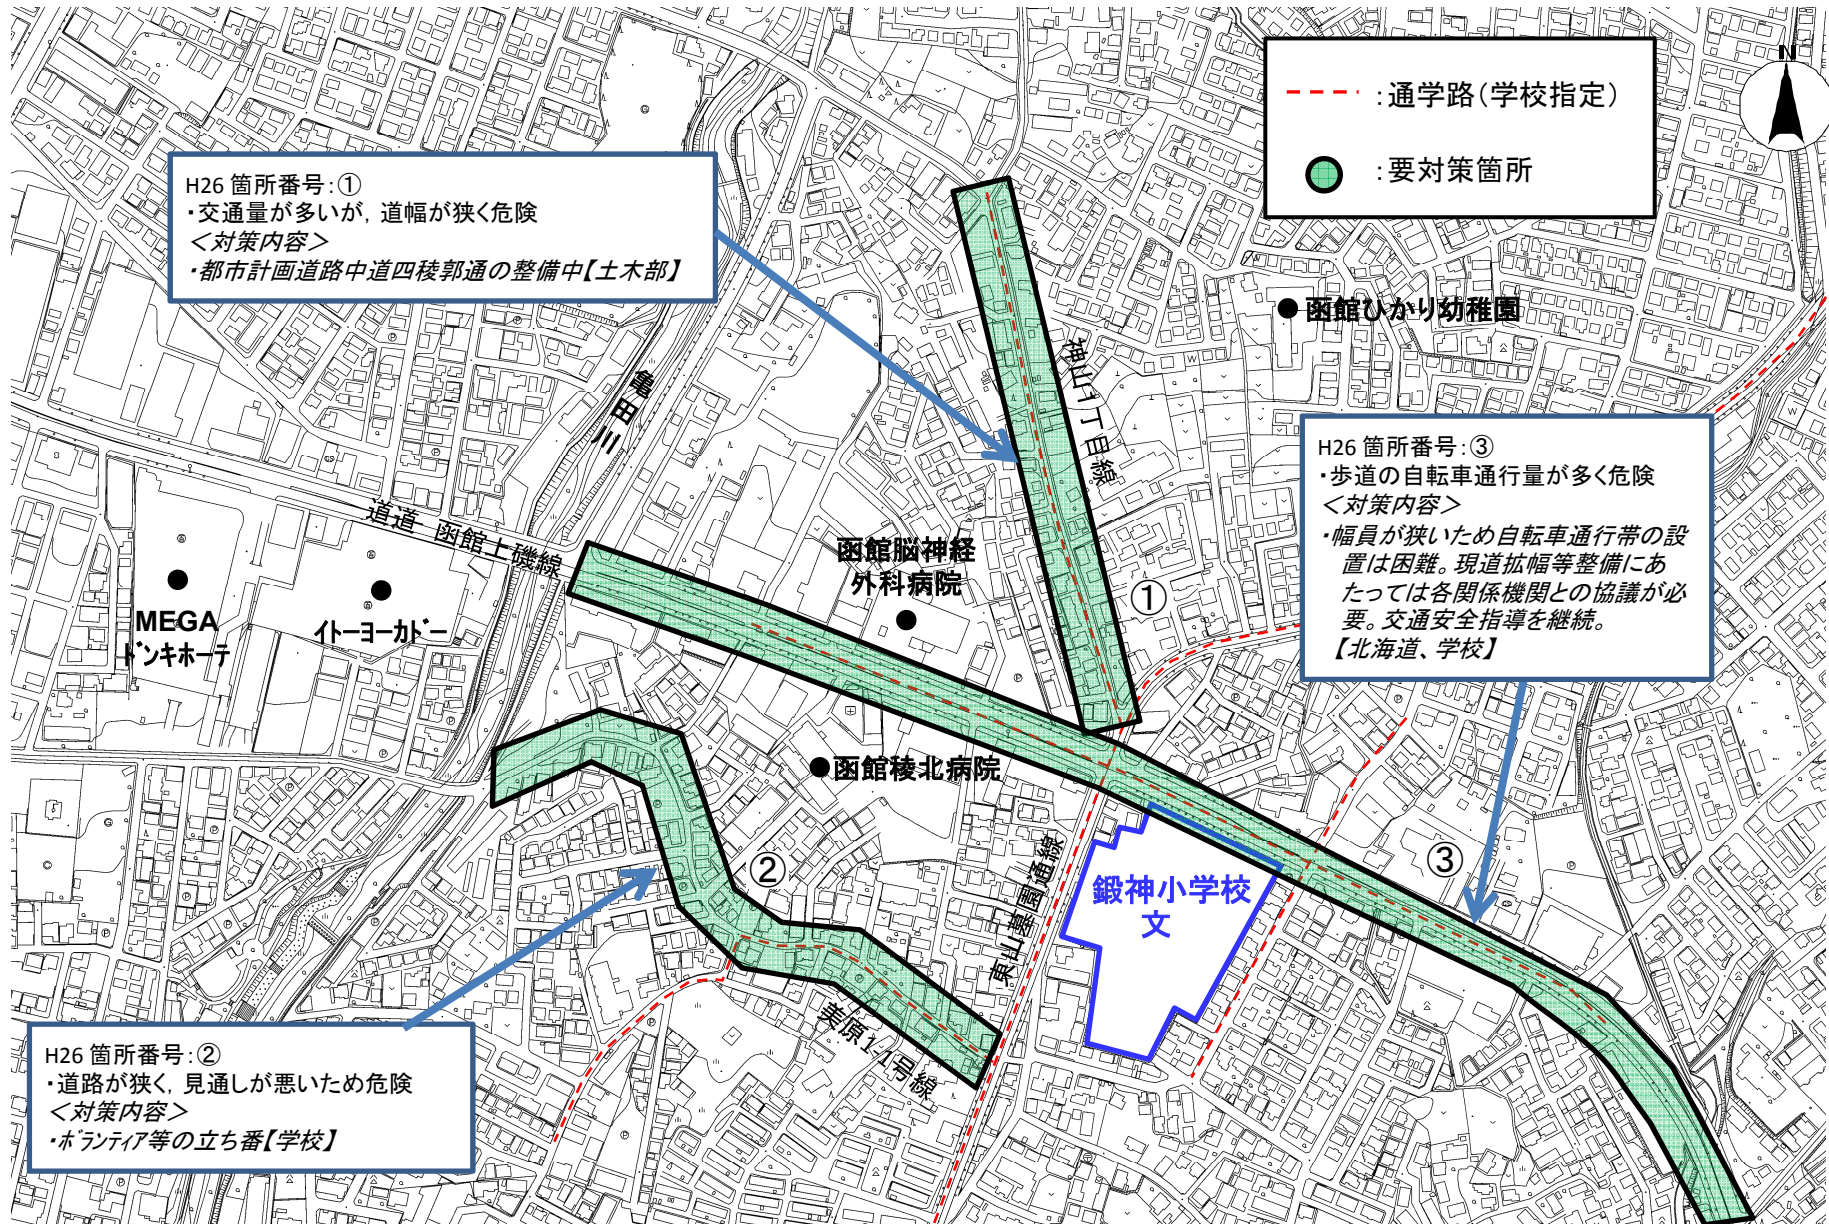 N
:通学路(学校指定)
:要対策箇所
H26 箇所番号:①
・交通量が多いが，道幅が狭く危険
＜対策内容＞
・都市計画道路中道四稜郭通の整備中【土木部】
函館ひかり幼稚園
神山1丁目線
亀田川
H26 箇所番号:③
・歩道の自転車通行量が多く危険
＜対策内容＞
・幅員が狭いため自転車通行帯の設
置は困難。現道拡幅等整備にあ
たっては各関係機関との協議が必
要。交通安全指導を継続。
【北海道、学校】
道道 函館上磯線
函館脳神経
外科病院
①
MEGA
ドンキホーテ
イトーヨーカドー
函館稜北病院
②
③
東山墓園通線
鍛神小学校
文
美原1-1号線
H26 箇所番号:②
・道路が狭く，見通しが悪いため危険
＜対策内容＞
・ボランティア等の立ち番【学校】